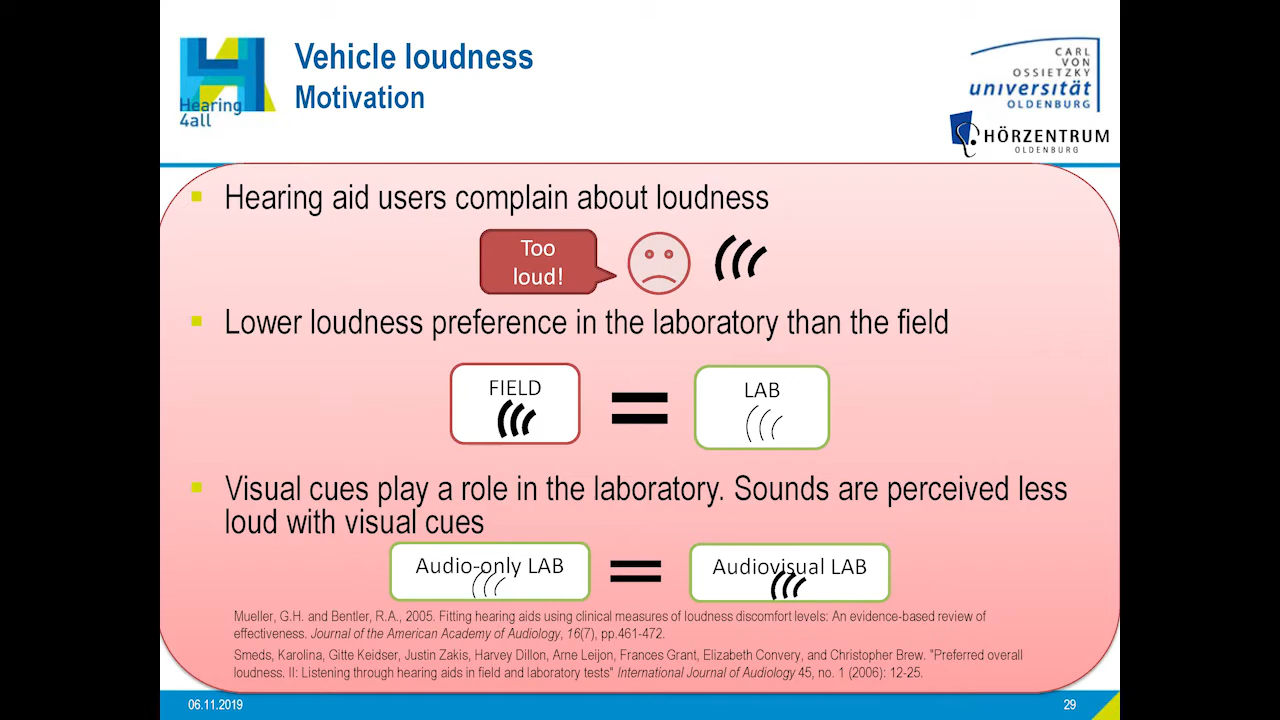 Vehicle loudness
Motivation
Hearing
4all
CARL
VON
OSSIETZKY
universität
OLDENBURG
HÖRZENTRUM
OLDENBURG
Hearing aid users complain about loudness
Too
loud!
Lower loudness preference in the laboratory than the field
FIELD
LAB
Visual cues play a role in the laboratory. Sounds are perceived less
loud with visual cues
Audio-only LAB
Audiovisual LAB
Mueller, G.H. and Bentler, R.A., 2005. Fitting hearing aids using clinical measures of loudness discomfort levels: An evidence-based review of
effectiveness. Journal of the American Academy of Audiology, 16(7), pp.461-472.
Smeds, Karolina, Gitte Keidser, Justin Zakis, Harvey Dillon, Arne Leijon, Frances Grant, Elizabeth Convery, and Christopher Brew. "Preferred overall
loudness. II: Listening through hearing aids in field and laboratory tests" International Journal of Audiology 45, no. 1 (2006): 12-25.
06.11.2019
29